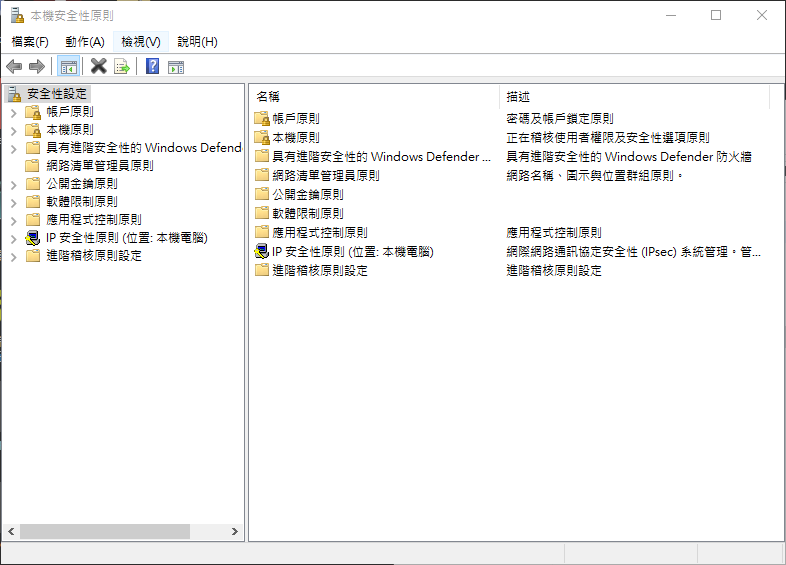 本機安全性原則
檔案(F) 動作(A) 檢視(V) 說明(H)
安全性設定
帳戶原則
本機原則
具有進階安全性的 Windows Defend
網路清單管理員原則
公開金鑰原則
軟體限制原則
應用程式控制原則
IP 安全性原則 (位置: 本機電腦)
進階稽核原則設定
名稱 描述
帳戶原則 密碼及帳戶鎖定原則
本機原則 正在稽核使用者權限及安全性選項原則
具有進階安全性的 Windows Defender ... 具有進階安全性的 Windows Defender 防火牆
網路清單管理員原則 網路名稱、圖示與位置群組原則。
公開金鑰原則
軟體限制原則
應用程式控制原則 應用程式控制原則
IP 安全性原則 (位置: 本機電腦) 網際網路通訊協定安全性 (IPsec) 系統管理。管...
進階稽核原則設定 進階稽核原則設定